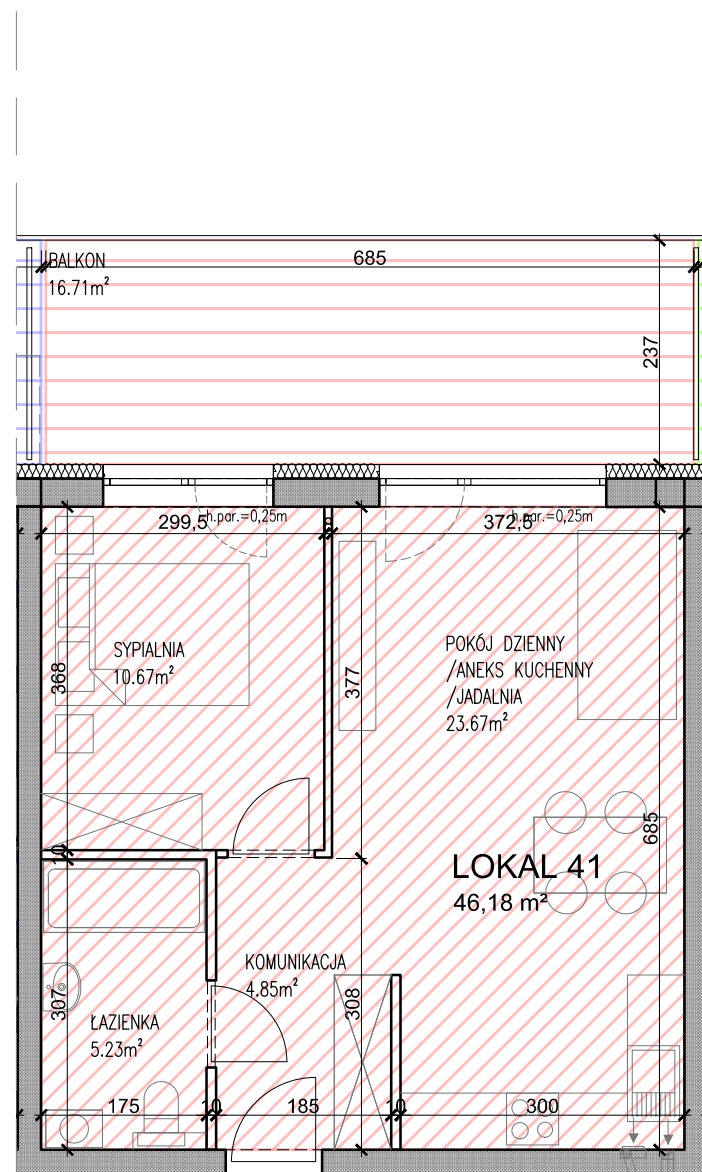 BALKON
16.71m²
685
237
299,5
h.par.=0,25m
8
372,5
h.par.=0,25m
SYPIALNIA
10.67m²
368
377
POKÓJ DZIENNY
/ANEKS KUCHENNY
/JADALNIA
23.67m²
685
10
LOKAL 41
46,18 m²
KOMUNIKACJA
4.85m²
307
308
ŁAZIENKA
5.23m²
175
10
185
10
300